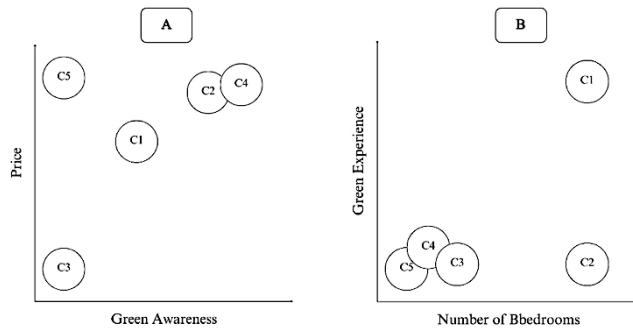 A
Price
C5
C2
C4
C1
C3
Green Awareness
B
Green Experience
C1
C4
C5
C3
C2
Number of Bbedrooms